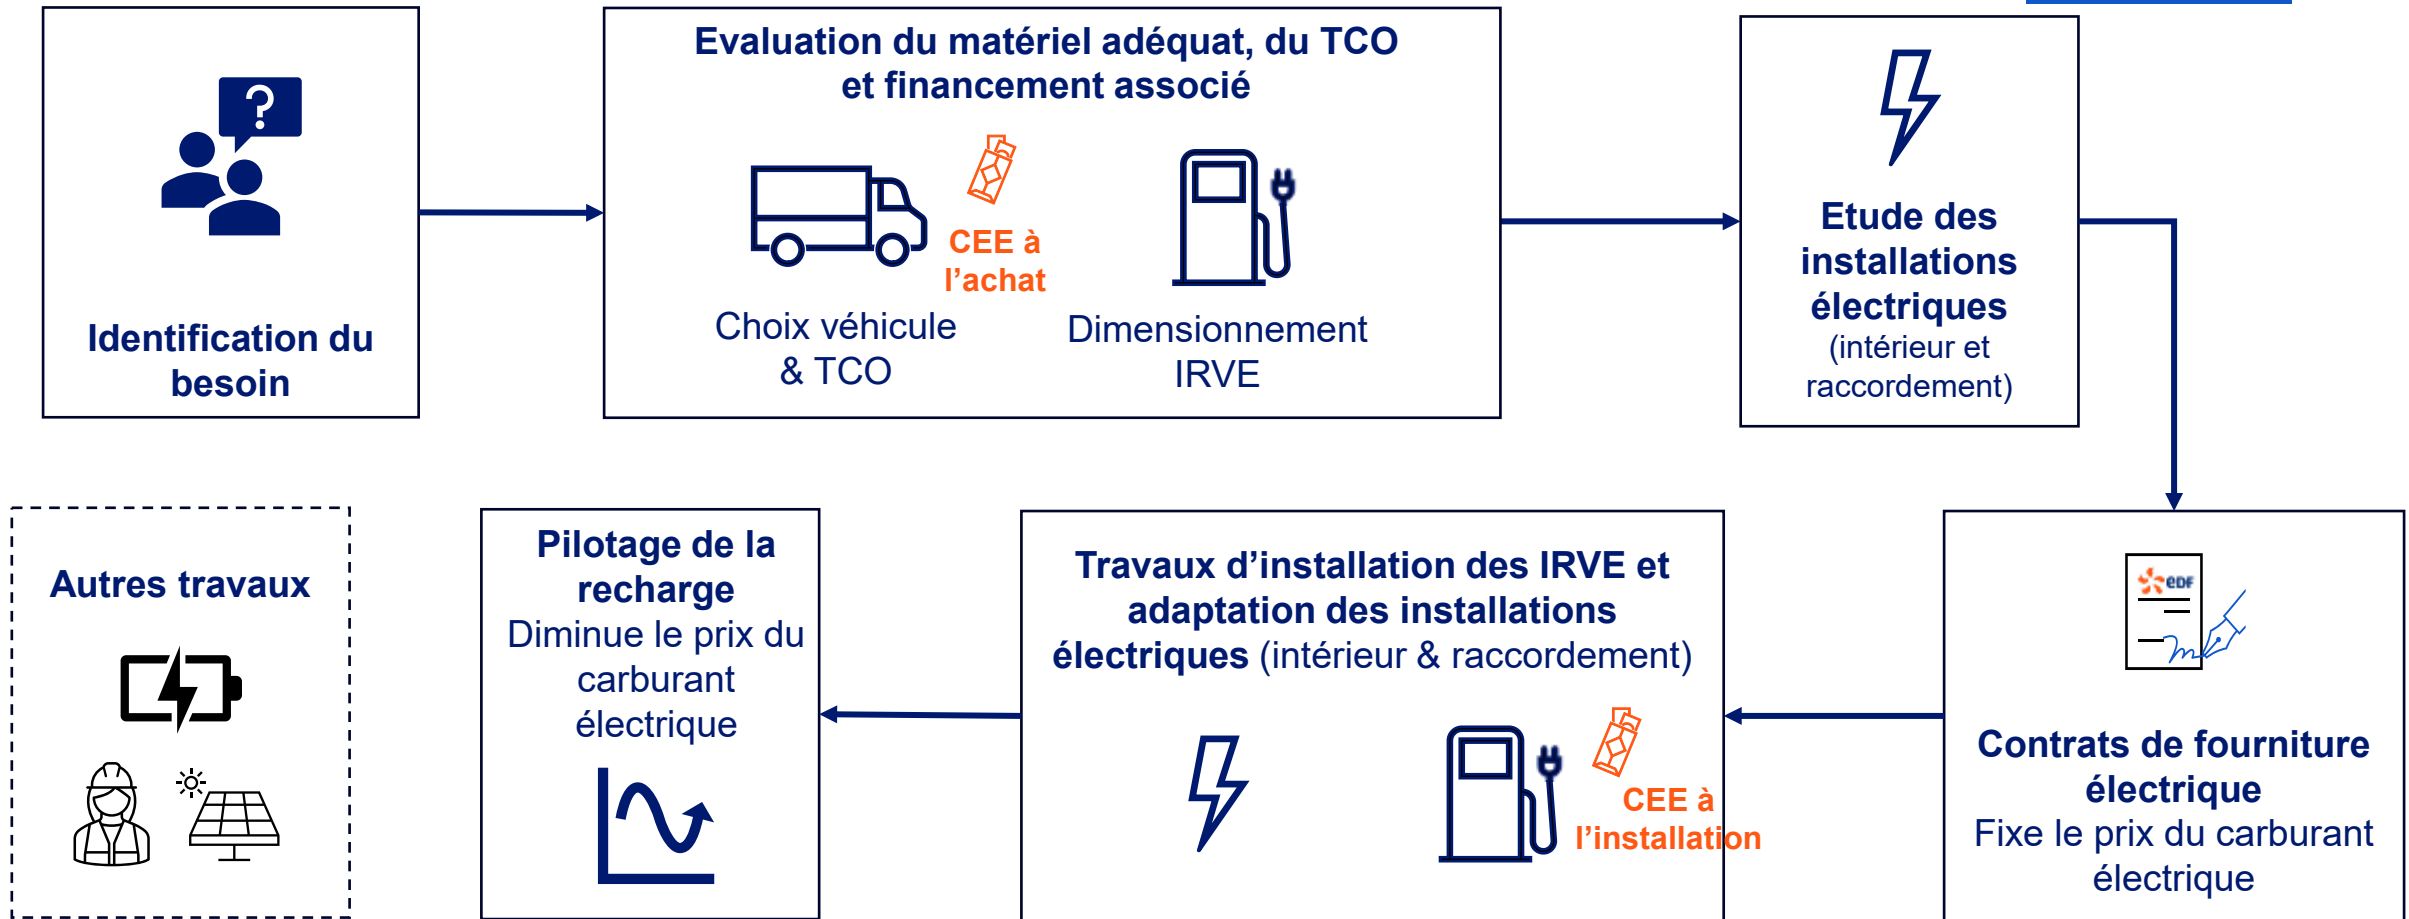 Identification du
besoin
Evaluation du matériel adéquat, du TCO
et financement associé
CEE à
l'achat
Choix véhicule
& TCO
Dimensionnement
IRVE
Etude des
installations
électriques
(intérieur et
raccordement)
edf
Contrats de fourniture
électrique
Fixe le prix du carburant
électrique
Travaux d'installation des IRVE et
adaptation des installations
électriques (intérieur & raccordement)
CEE à
l'installation
Pilotage de la
recharge
Diminue le prix du
carburant
électrique
Autres travaux